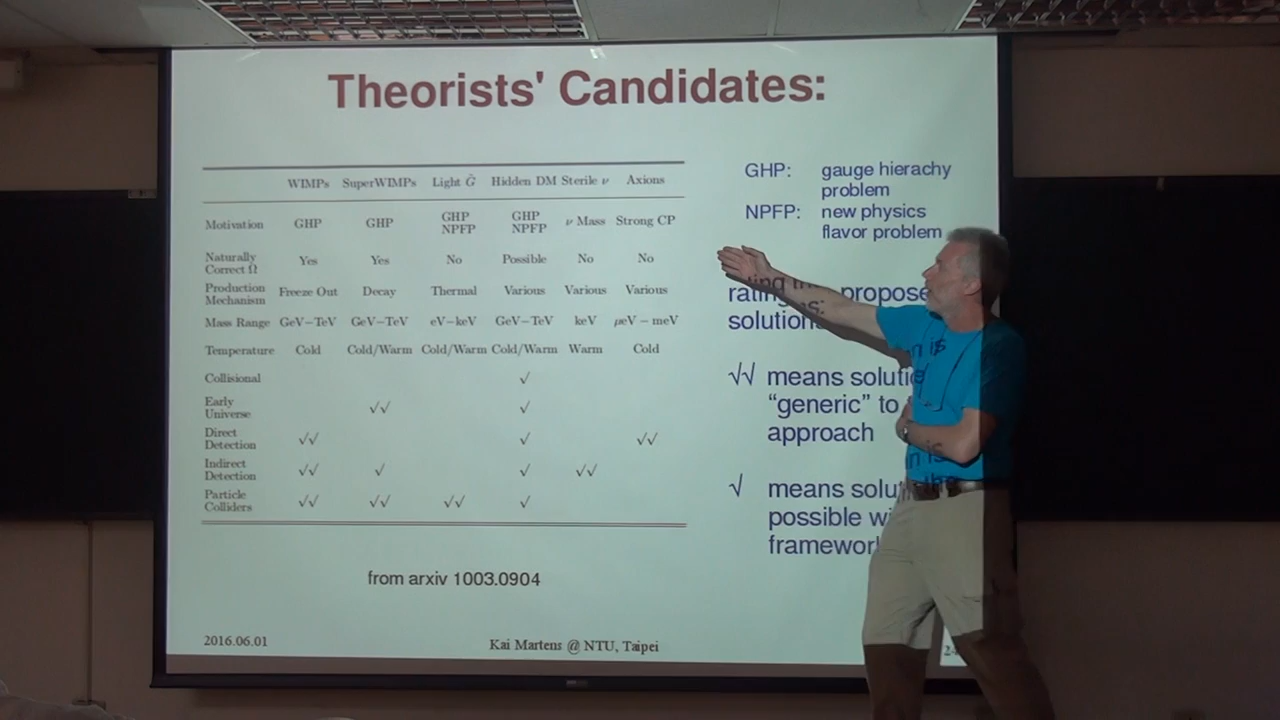 Theorists' Candidates:
WIMPs SuperWIMPs Light G̃ Hidden DM Sterile ν Axions
Motivation GHP GHP GHP NPFP GHP NPFP ν Mass Strong CP
Naturally Correct Ω Yes Yes No Possible No No
Production Mechanism Freeze Out Decay Thermal Various Various Various
Mass Range GeV–TeV GeV–TeV eV–keV GeV–TeV keV μeV – meV
Temperature Cold Cold/Warm Cold/Warm Cold/Warm Warm Cold
Collisional √
Early Universe √√ √
Direct Detection √√ √ √√
Indirect Detection √√ √ √ √√
Particle Colliders √√ √√ √√ √
from arxiv 1003.0904
GHP: gauge hierachy
problem
NPFP: new physics
flavor problem
rating
solutions:
√√ means
"generic" to
approach
√ means
possible
2016.06.01
Kai Martens @ NTU, Taipei